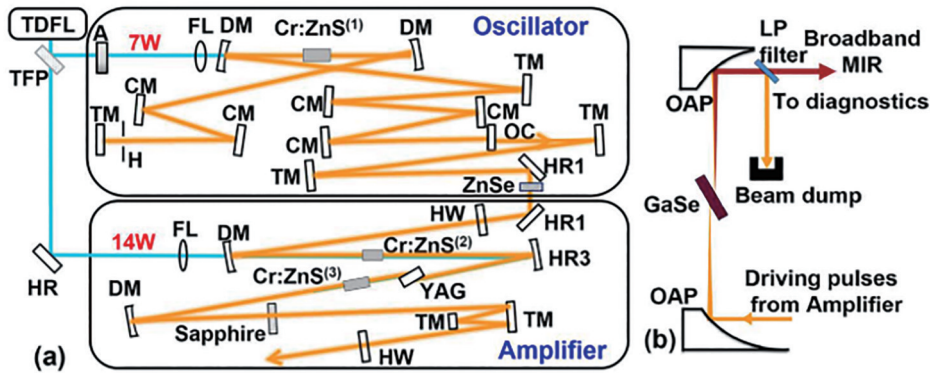 TDFL
TFP
A
7W
FL
DM
Cr:ZnS(1)
DM
Oscillator
TM
CM
CM
CM
TM
H
CM
CM
OC
TM
CM
TM
HR1
ZnSe
HR
14W
FL
DM
HW
HR1
Cr:ZnS(2)
HR3
Cr:ZnS(3)
YAG
DM
Sapphire
TM
TM
HW
(a)
Amplifier
LP
filter
Broadband
MIR
OAP
To diagnostics
Beam dump
GaSe
OAP
Driving pulses
from Amplifier
(b)